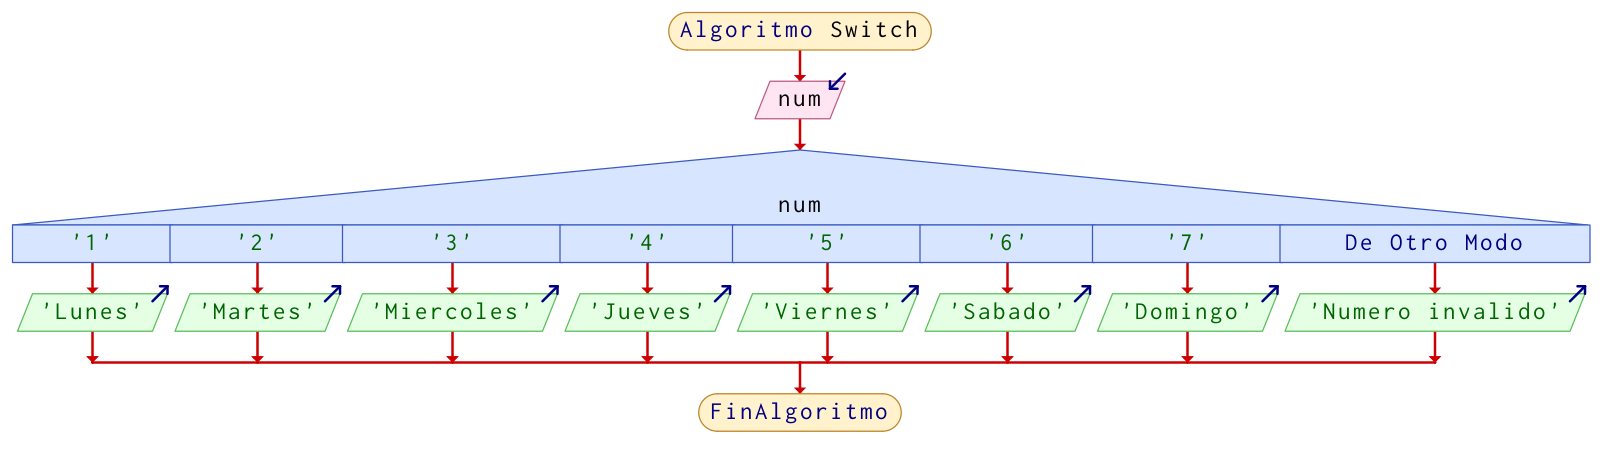 Algoritmo Switch
num
num
'1' '2' '3' '4' '5' '6' '7' De Otro Modo
'Lunes' 'Martes' 'Miercoles' 'Jueves' 'Viernes' 'Sabado' 'Domingo' 'Numero invalido'
FinAlgoritmo